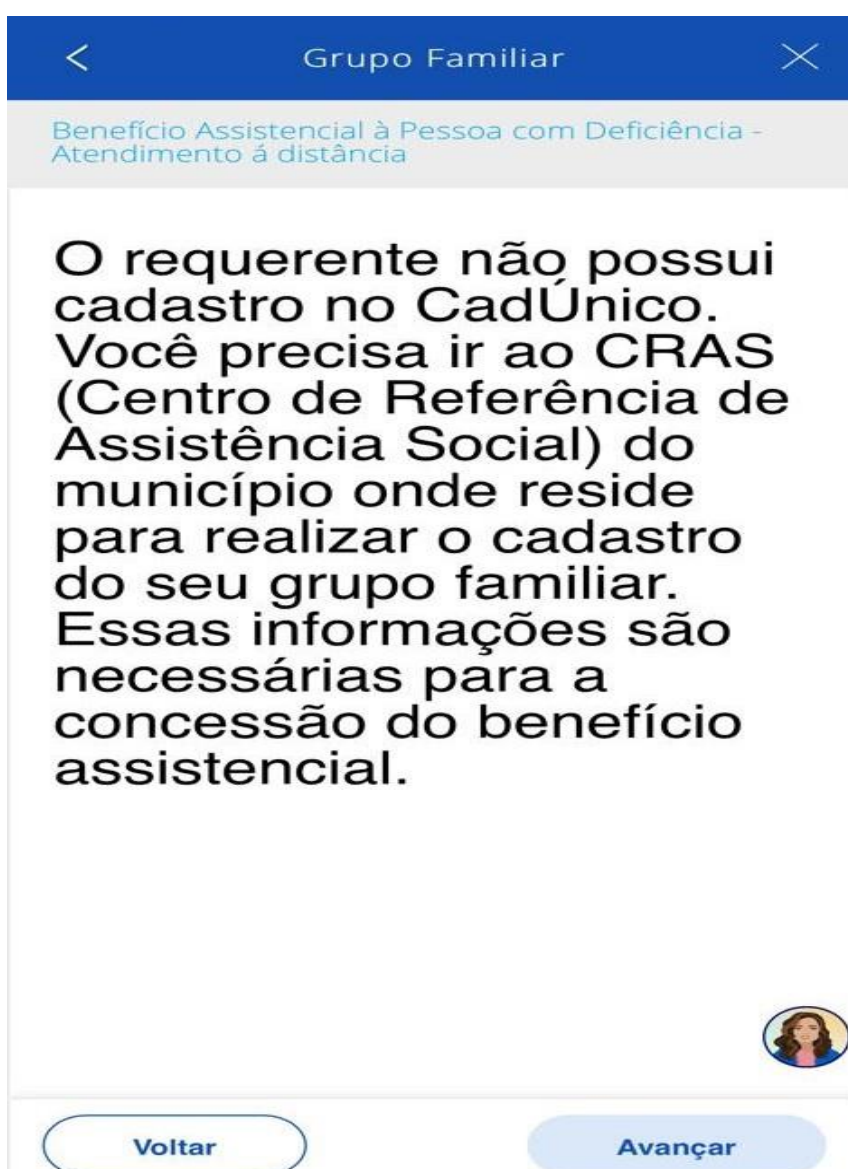 Grupo Familiar
Benefício Assistencial à Pessoa com Deficiência -
Atendimento á distância
O requerente não possui
cadastro no CadÚnico.
Você precisa ir ao CRAS
(Centro de Referência de
Assistência Social) do
município onde reside
para realizar o cadastro
do seu grupo familiar.
Essas informações são
necessárias para a
concessão do benefício
assistencial.
Voltar
Avançar